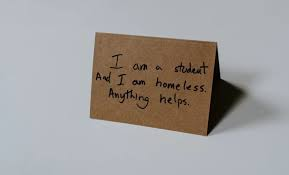 I am a student
And I am homeless.
Anything helps.